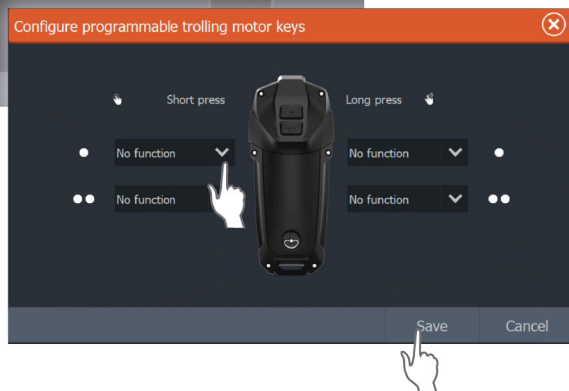 Configure programmable trolling motor keys
Short press Long press
No function No function
No function No function
Save Cancel